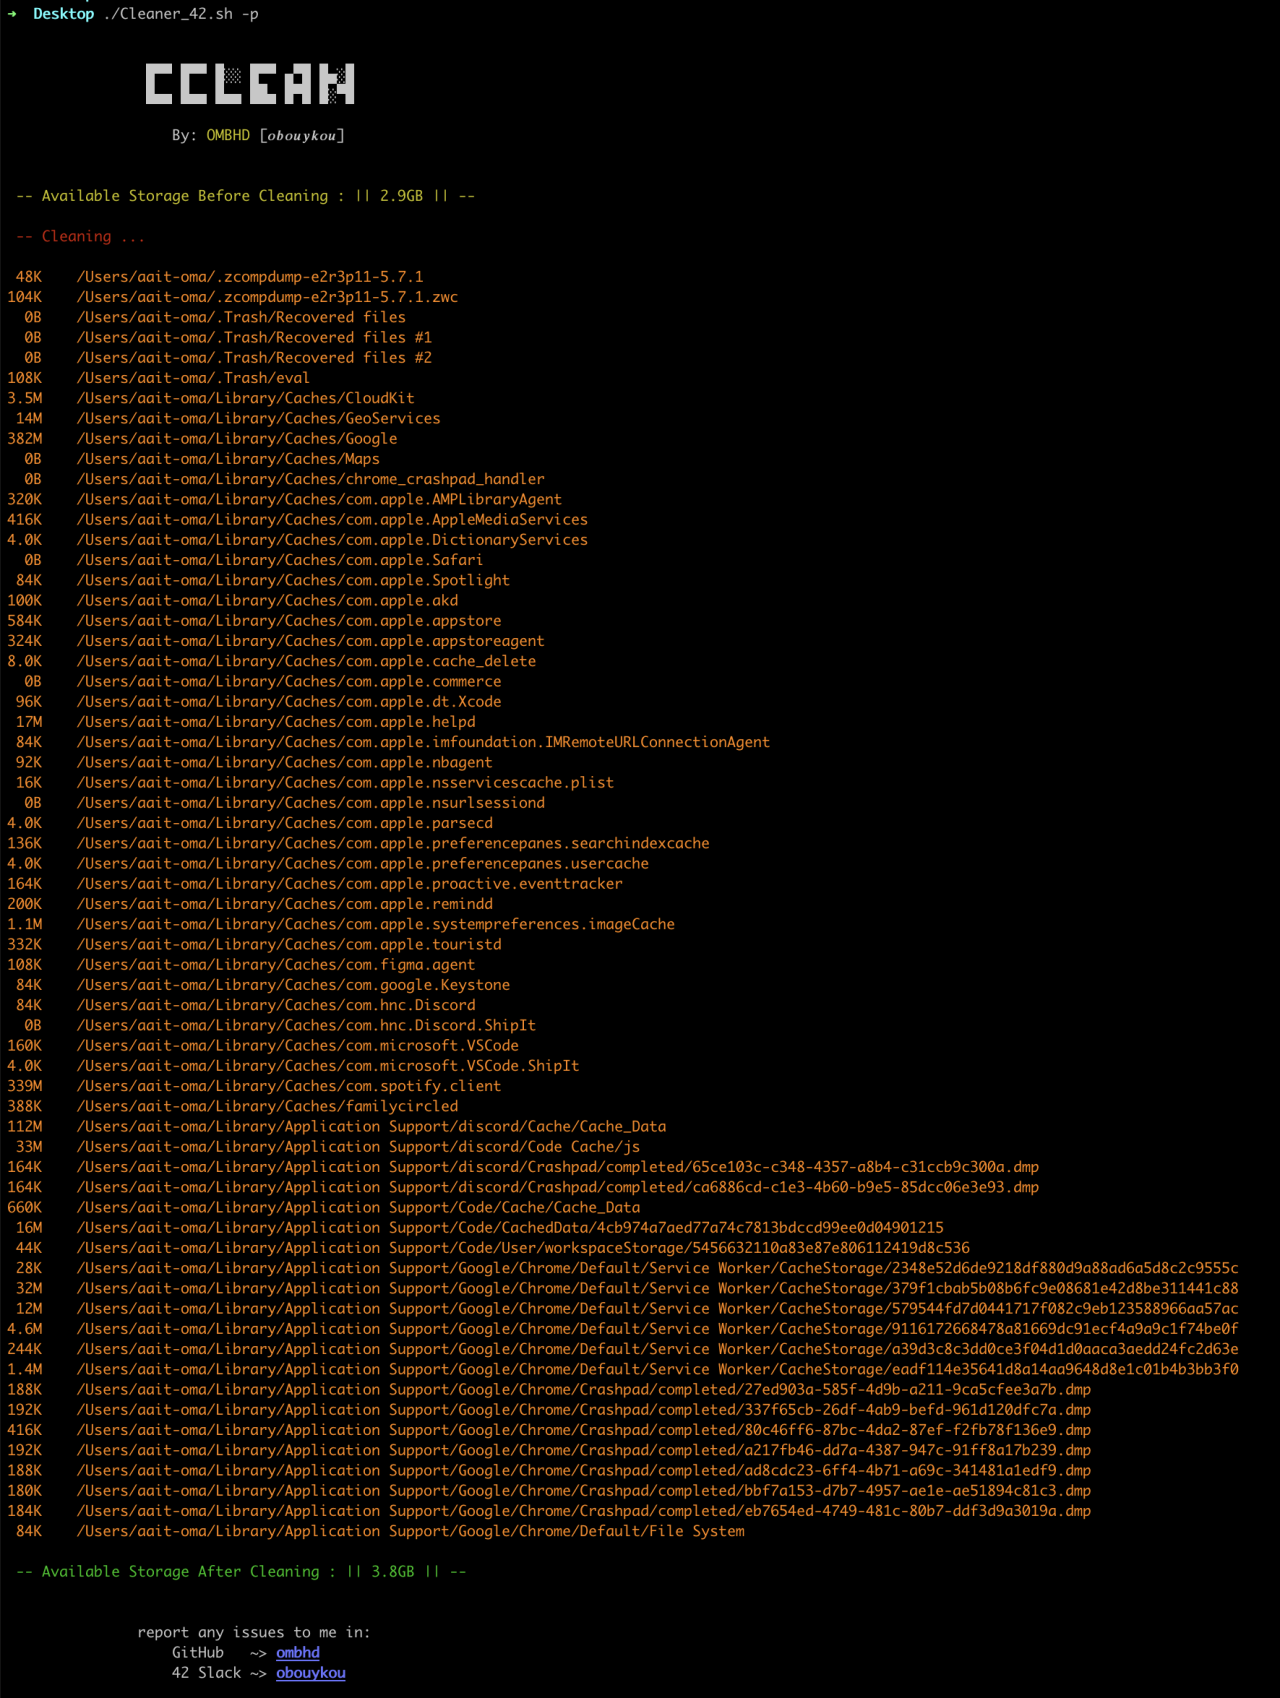 ➜  Desktop ./Cleaner_42.sh -p
CCLEAN
By: OMBHD [obouykou]
-- Available Storage Before Cleaning : || 2.9GB || --
-- Cleaning ...
48K    /Users/aait-oma/.zcompdump-e2r3p11-5.7.1
104K    /Users/aait-oma/.zcompdump-e2r3p11-5.7.1.zwc
0B    /Users/aait-oma/.Trash/Recovered files
0B    /Users/aait-oma/.Trash/Recovered files #1
0B    /Users/aait-oma/.Trash/Recovered files #2
108K    /Users/aait-oma/.Trash/eval
3.5M    /Users/aait-oma/Library/Caches/CloudKit
14M    /Users/aait-oma/Library/Caches/GeoServices
382M    /Users/aait-oma/Library/Caches/Google
0B    /Users/aait-oma/Library/Caches/Maps
0B    /Users/aait-oma/Library/Caches/chrome_crashpad_handler
320K    /Users/aait-oma/Library/Caches/com.apple.AMPLibraryAgent
416K    /Users/aait-oma/Library/Caches/com.apple.AppleMediaServices
4.0K    /Users/aait-oma/Library/Caches/com.apple.DictionaryServices
0B    /Users/aait-oma/Library/Caches/com.apple.Safari
84K    /Users/aait-oma/Library/Caches/com.apple.Spotlight
100K    /Users/aait-oma/Library/Caches/com.apple.akd
584K    /Users/aait-oma/Library/Caches/com.apple.appstore
324K    /Users/aait-oma/Library/Caches/com.apple.appstoreagent
8.0K    /Users/aait-oma/Library/Caches/com.apple.cache_delete
0B    /Users/aait-oma/Library/Caches/com.apple.commerce
96K    /Users/aait-oma/Library/Caches/com.apple.dt.Xcode
17M    /Users/aait-oma/Library/Caches/com.apple.helpd
84K    /Users/aait-oma/Library/Caches/com.apple.imfoundation.IMRemoteURLConnectionAgent
92K    /Users/aait-oma/Library/Caches/com.apple.nbagent
16K    /Users/aait-oma/Library/Caches/com.apple.nsservicescache.plist
0B    /Users/aait-oma/Library/Caches/com.apple.nsurlsessiond
4.0K    /Users/aait-oma/Library/Caches/com.apple.parsecd
136K    /Users/aait-oma/Library/Caches/com.apple.preferencepanes.searchindexcache
4.0K    /Users/aait-oma/Library/Caches/com.apple.preferencepanes.usercache
164K    /Users/aait-oma/Library/Caches/com.apple.proactive.eventtracker
200K    /Users/aait-oma/Library/Caches/com.apple.remindd
1.1M    /Users/aait-oma/Library/Caches/com.apple.systempreferences.imageCache
332K    /Users/aait-oma/Library/Caches/com.apple.touristd
108K    /Users/aait-oma/Library/Caches/com.figma.agent
84K    /Users/aait-oma/Library/Caches/com.google.Keystone
84K    /Users/aait-oma/Library/Caches/com.hnc.Discord
0B    /Users/aait-oma/Library/Caches/com.hnc.Discord.ShipIt
160K    /Users/aait-oma/Library/Caches/com.microsoft.VSCode
4.0K    /Users/aait-oma/Library/Caches/com.microsoft.VSCode.ShipIt
339M    /Users/aait-oma/Library/Caches/com.spotify.client
388K    /Users/aait-oma/Library/Caches/familycircled
112M    /Users/aait-oma/Library/Application Support/discord/Cache/Cache_Data
33M    /Users/aait-oma/Library/Application Support/discord/Code Cache/js
164K    /Users/aait-oma/Library/Application Support/discord/Crashpad/completed/65ce103c-c348-4357-a8b4-c31ccb9c300a.dmp
164K    /Users/aait-oma/Library/Application Support/discord/Crashpad/completed/ca6886cd-c1e3-4b60-b9e5-85dcc06e3e93.dmp
660K    /Users/aait-oma/Library/Application Support/Code/Cache/Cache_Data
16M    /Users/aait-oma/Library/Application Support/Code/CachedData/4cb974a7aed77a74c7813bdccd99ee0d04901215
44K    /Users/aait-oma/Library/Application Support/Code/User/workspaceStorage/5456632110a83e87e806112419d8c536
28K    /Users/aait-oma/Library/Application Support/Google/Chrome/Default/Service Worker/CacheStorage/2348e52d6de9218df880d9a88ad6a5d8c2c9555c
32M    /Users/aait-oma/Library/Application Support/Google/Chrome/Default/Service Worker/CacheStorage/379f1cbab5b08b6fc9e08681e42d8be311441c88
12M    /Users/aait-oma/Library/Application Support/Google/Chrome/Default/Service Worker/CacheStorage/579544fd7d0441717f082c9eb123588966aa57ac
4.6M    /Users/aait-oma/Library/Application Support/Google/Chrome/Default/Service Worker/CacheStorage/9116172668478a81669dc91ecf4a9a9c1f74be0f
244K    /Users/aait-oma/Library/Application Support/Google/Chrome/Default/Service Worker/CacheStorage/a39d3c8c3dd0ce3f04d1d0aaca3aedd24fc2d63e
1.4M    /Users/aait-oma/Library/Application Support/Google/Chrome/Default/Service Worker/CacheStorage/eadf114e35641d8a14aa9648d8e1c01b4b3bb3f0
188K    /Users/aait-oma/Library/Application Support/Google/Chrome/Crashpad/completed/27ed903a-585f-4d9b-a211-9ca5cfee3a7b.dmp
192K    /Users/aait-oma/Library/Application Support/Google/Chrome/Crashpad/completed/337f65cb-26df-4ab9-befd-961d120dfc7a.dmp
416K    /Users/aait-oma/Library/Application Support/Google/Chrome/Crashpad/completed/80c46ff6-87bc-4da2-87ef-f2fb78f136e9.dmp
192K    /Users/aait-oma/Library/Application Support/Google/Chrome/Crashpad/completed/a217fb46-dd7a-4387-947c-91ff8a17b239.dmp
188K    /Users/aait-oma/Library/Application Support/Google/Chrome/Crashpad/completed/ad8cdc23-6ff4-4b71-a69c-341481a1edf9.dmp
180K    /Users/aait-oma/Library/Application Support/Google/Chrome/Crashpad/completed/bbf7a153-d7b7-4957-ae1e-ae51894c81c3.dmp
184K    /Users/aait-oma/Library/Application Support/Google/Chrome/Crashpad/completed/eb7654ed-4749-481c-80b7-ddf3d9a3019a.dmp
84K    /Users/aait-oma/Library/Application Support/Google/Chrome/Default/File System
-- Available Storage After Cleaning : || 3.8GB || --
report any issues to me in:
GitHub   ~> ombhd
42 Slack ~> obouykou